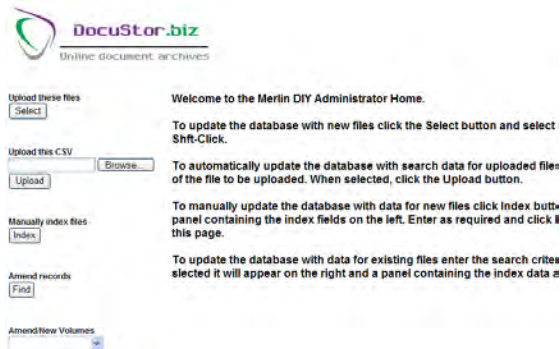 DocuStor.biz
Online document archives
Upload these files
Select
Upload this CSV
Browse...
Upload
Manually index files
Index
Amend records
Find
Amend/New Volumes
Welcome to the Merlin DIY Administrator Home.
To update the database with new files click the Select button and select
Shft-Click.
To automatically update the database with search data for uploaded files
of the file to be uploaded. When selected, click the Upload button.
To manually update the database with data for new files click Index
panel containing the index fields on the left. Enter as required and click
this page.
To update the database with data for existing files enter the search
slected it will appear on the right and a panel containing the index data